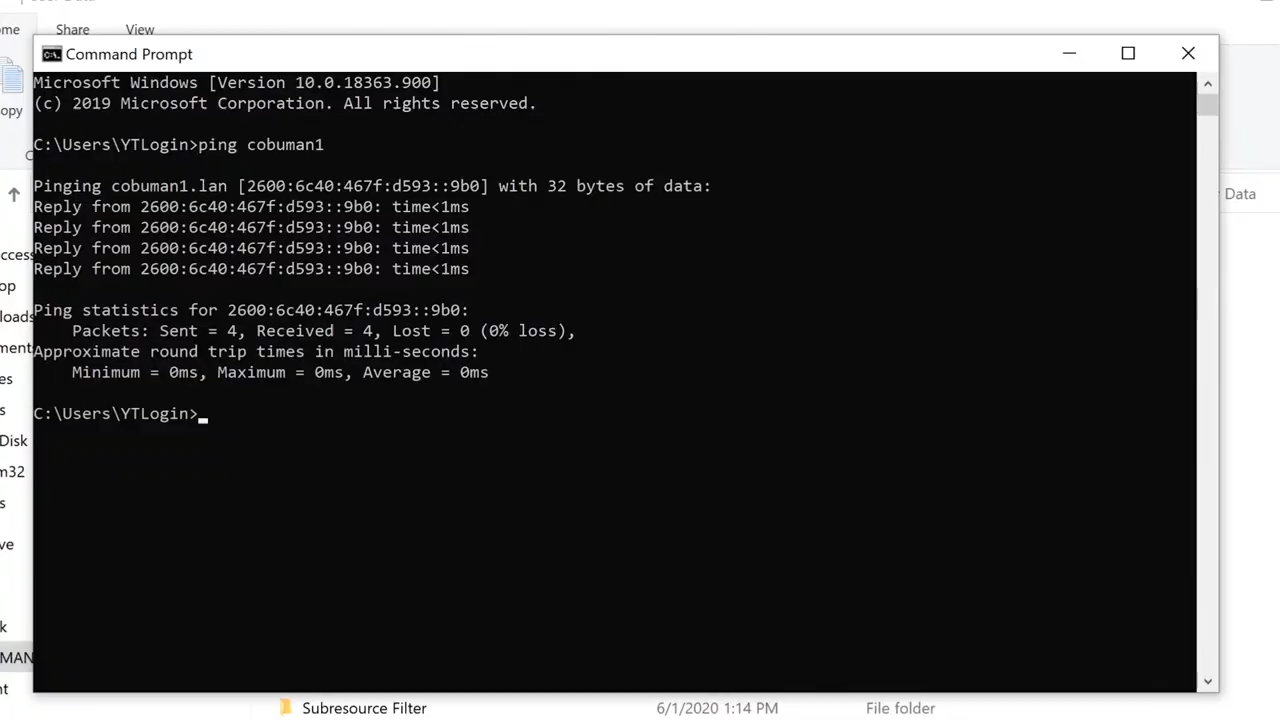 Share
View
Command Prompt
Microsoft Windows [Version 10.0.18363.900]
(c) 2019 Microsoft Corporation. All rights reserved.
C:\Users\YTLogin>ping cobuman1
Pinging cobuman1.lan [2600:6c40:467f:d593::9b0] with 32 bytes of data:
Reply from 2600:6c40:467f:d593::9b0: time<1ms
Reply from 2600:6c40:467f:d593::9b0: time<1ms
Reply from 2600:6c40:467f:d593::9b0: time<1ms
Reply from 2600:6c40:467f:d593::9b0: time<1ms
Ping statistics for 2600:6c40:467f:d593::9b0:
Packets: Sent = 4, Received = 4, Lost = 0 (0% loss),
Approximate round trip times in milli-seconds:
Minimum = 0ms, Maximum = 0ms, Average = 0ms
C:\Users\YTLogin>
Data
Disk
Subresource Filter 6/1/2020 1:14 PM File folder